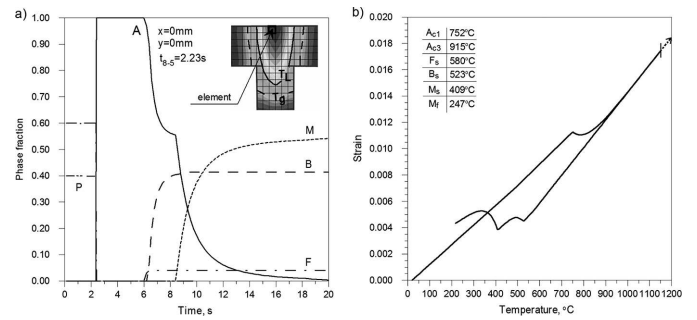 a)
1.00
0.90
0.80
0.70
0.60
0.50
0.40
0.30
0.20
0.10
0.00
Phase fraction
0 2 4 6 8 10 12 14 16 18 20
Time, s
A
x=0mm
y=0mm
t8-5=2.23s
element
TL
Tg
P
M
B
F
b)
0.020
0.018
0.016
0.014
0.012
0.010
0.008
0.006
0.004
0.002
0.000
Strain
0 100 200 300 400 500 600 700 800 900 1000 1100 1200
Temperature, °C
Ac1 752°C
Ac3 915°C
Fs 580°C
Bs 523°C
Ms 409°C
Mf 247°C